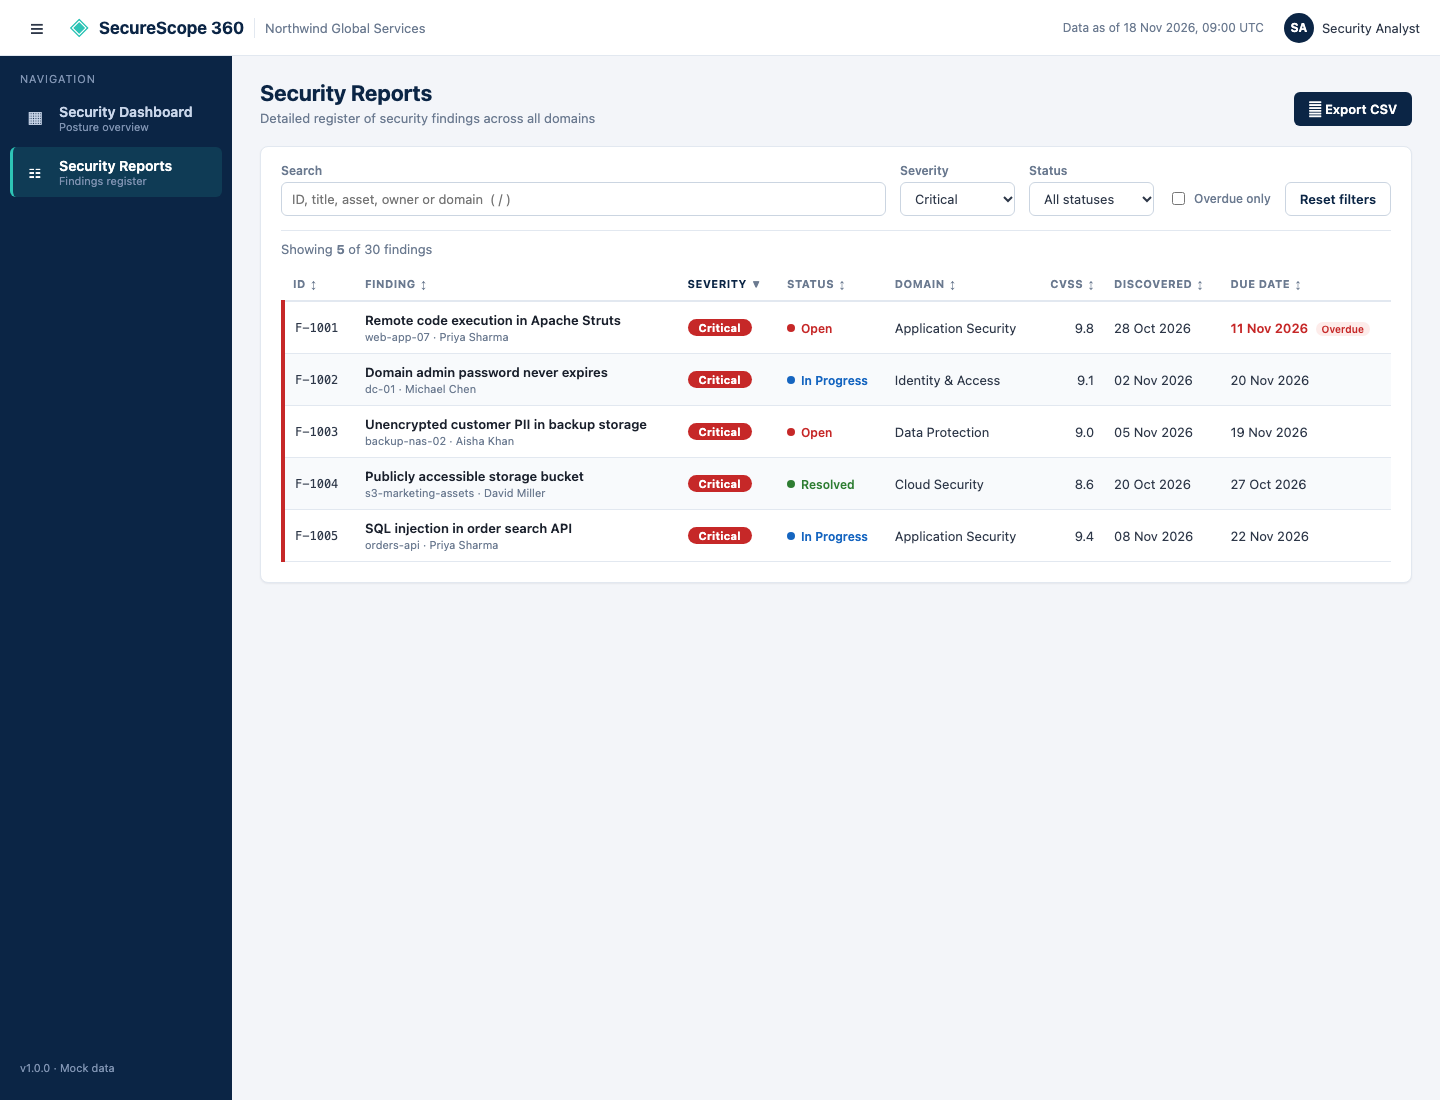 SecureScope 360
Northwind Global Services
Data as of 18 Nov 2026, 09:00 UTC
SA
Security Analyst
NAVIGATION
Security Dashboard
Posture overview
Security Reports
Findings register
v1.0.0 · Mock data
Security Reports
Detailed register of security findings across all domains
Export CSV
Search
Severity
Status
ID, title, asset, owner or domain ( / )
Critical
All statuses
Overdue only
Reset filters
Showing 5 of 30 findings
ID ↕ FINDING ↕ SEVERITY ▼ STATUS ↕ DOMAIN ↕ CVSS ↕ DISCOVERED ↕ DUE DATE ↕
F-1001 Remote code execution in Apache Struts Critical Open Application Security 9.8 28 Oct 2026 11 Nov 2026 Overdue
web-app-07 · Priya Sharma
F-1002 Domain admin password never expires Critical In Progress Identity & Access 9.1 02 Nov 2026 20 Nov 2026
dc-01 · Michael Chen
F-1003 Unencrypted customer PII in backup storage Critical Open Data Protection 9.0 05 Nov 2026 19 Nov 2026
backup-nas-02 · Aisha Khan
F-1004 Publicly accessible storage bucket Critical Resolved Cloud Security 8.6 20 Oct 2026 27 Oct 2026
s3-marketing-assets · David Miller
F-1005 SQL injection in order search API Critical In Progress Application Security 9.4 08 Nov 2026 22 Nov 2026
orders-api · Priya Sharma